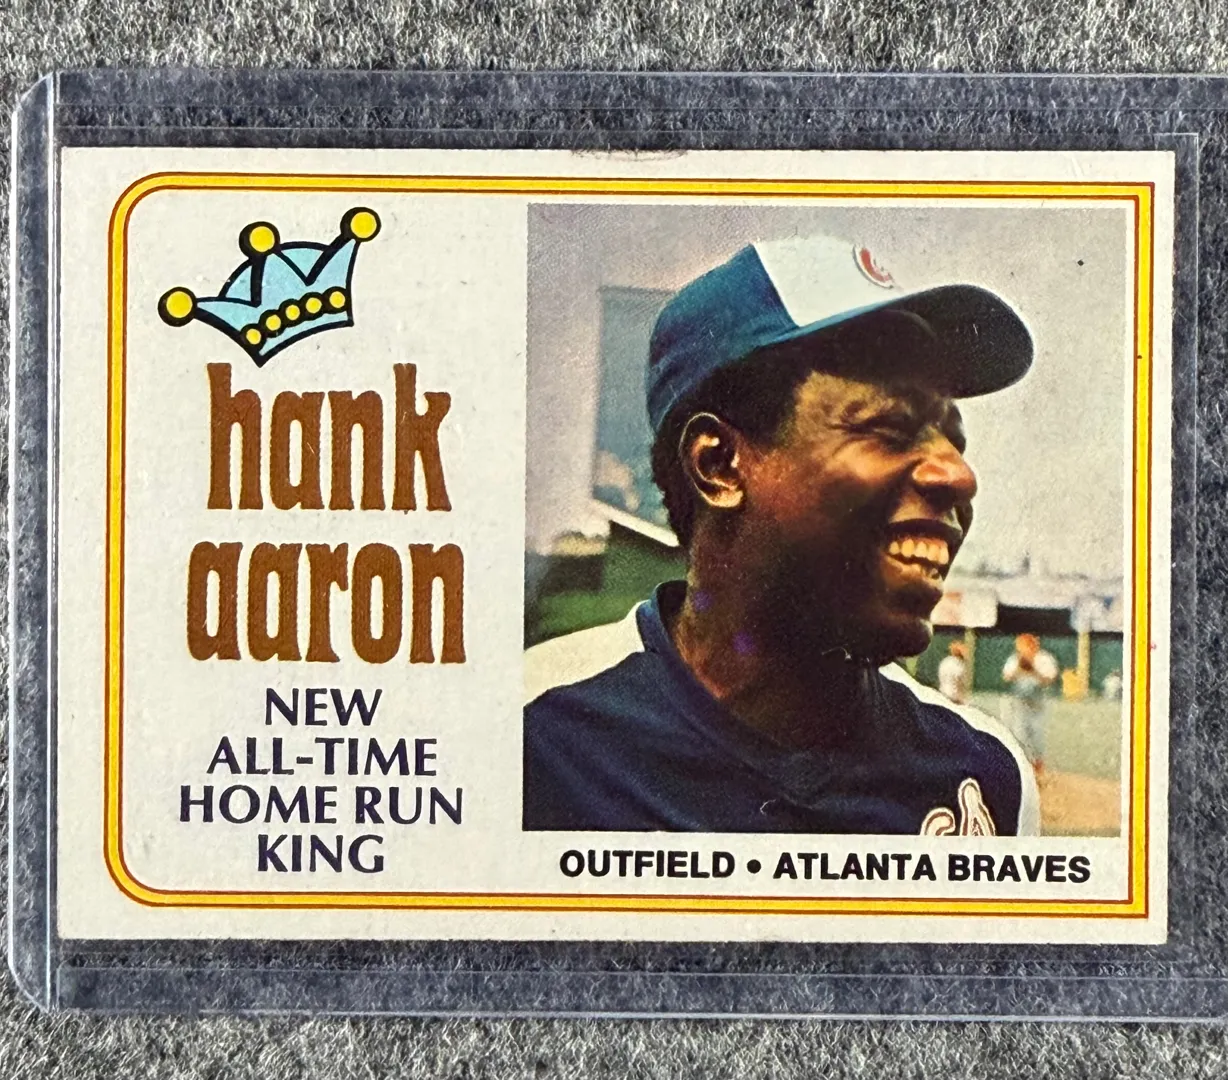 hank
aaron
NEW
ALL-TIME
HOME RUN
KING
OUTFIELD • ATLANTA BRAVES